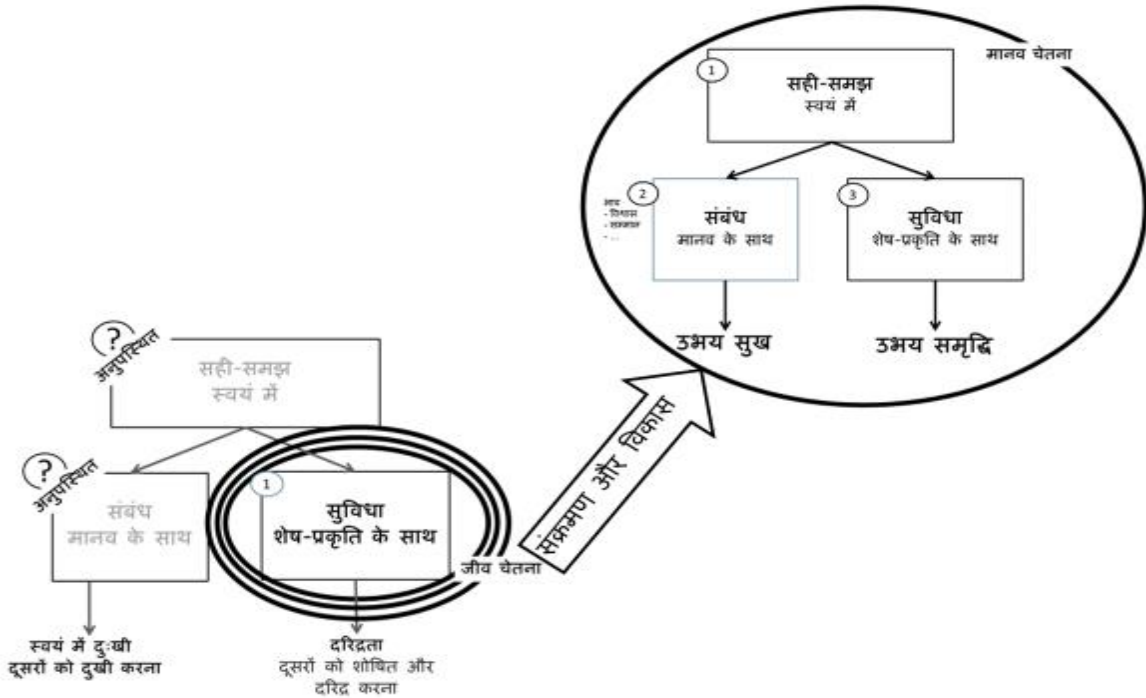 मानव चेतना
1
सही-समझ
स्वयं में
2
भाव
- विश्वास
- सम्मान
- ...
संबंध
मानव के साथ
3
सुविधा
शेष-प्रकृति के साथ
उभय सुख
उभय समृद्धि
?
अनुपस्थित
सही-समझ
स्वयं में
संक्रमण और विकास
?
अनुपस्थित
संबंध
मानव के साथ
1
सुविधा
शेष-प्रकृति के साथ
जीव चेतना
स्वयं में दुःखी
दूसरों को दुखी करना
दरिद्रता
दूसरों को शोषित और
दरिद्र करना